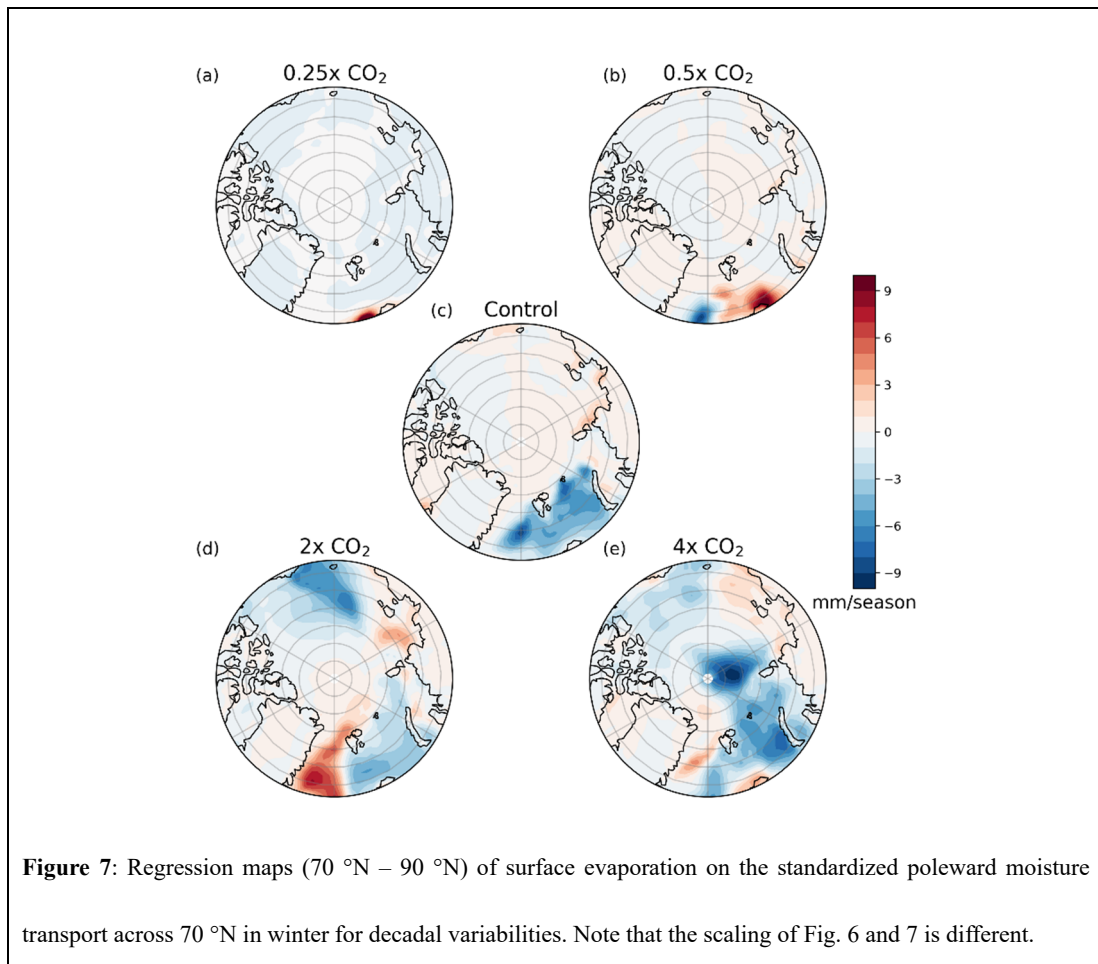 (a) 0.25x CO₂
(b) 0.5x CO₂
(c) Control
(d) 2x CO₂
(e) 4x CO₂
9
6
3
0
−3
−6
−9
mm/season
Figure 7: Regression maps (70 °N – 90 °N) of surface evaporation on the standardized poleward moisture
transport across 70 °N in winter for decadal variabilities. Note that the scaling of Fig. 6 and 7 is different.